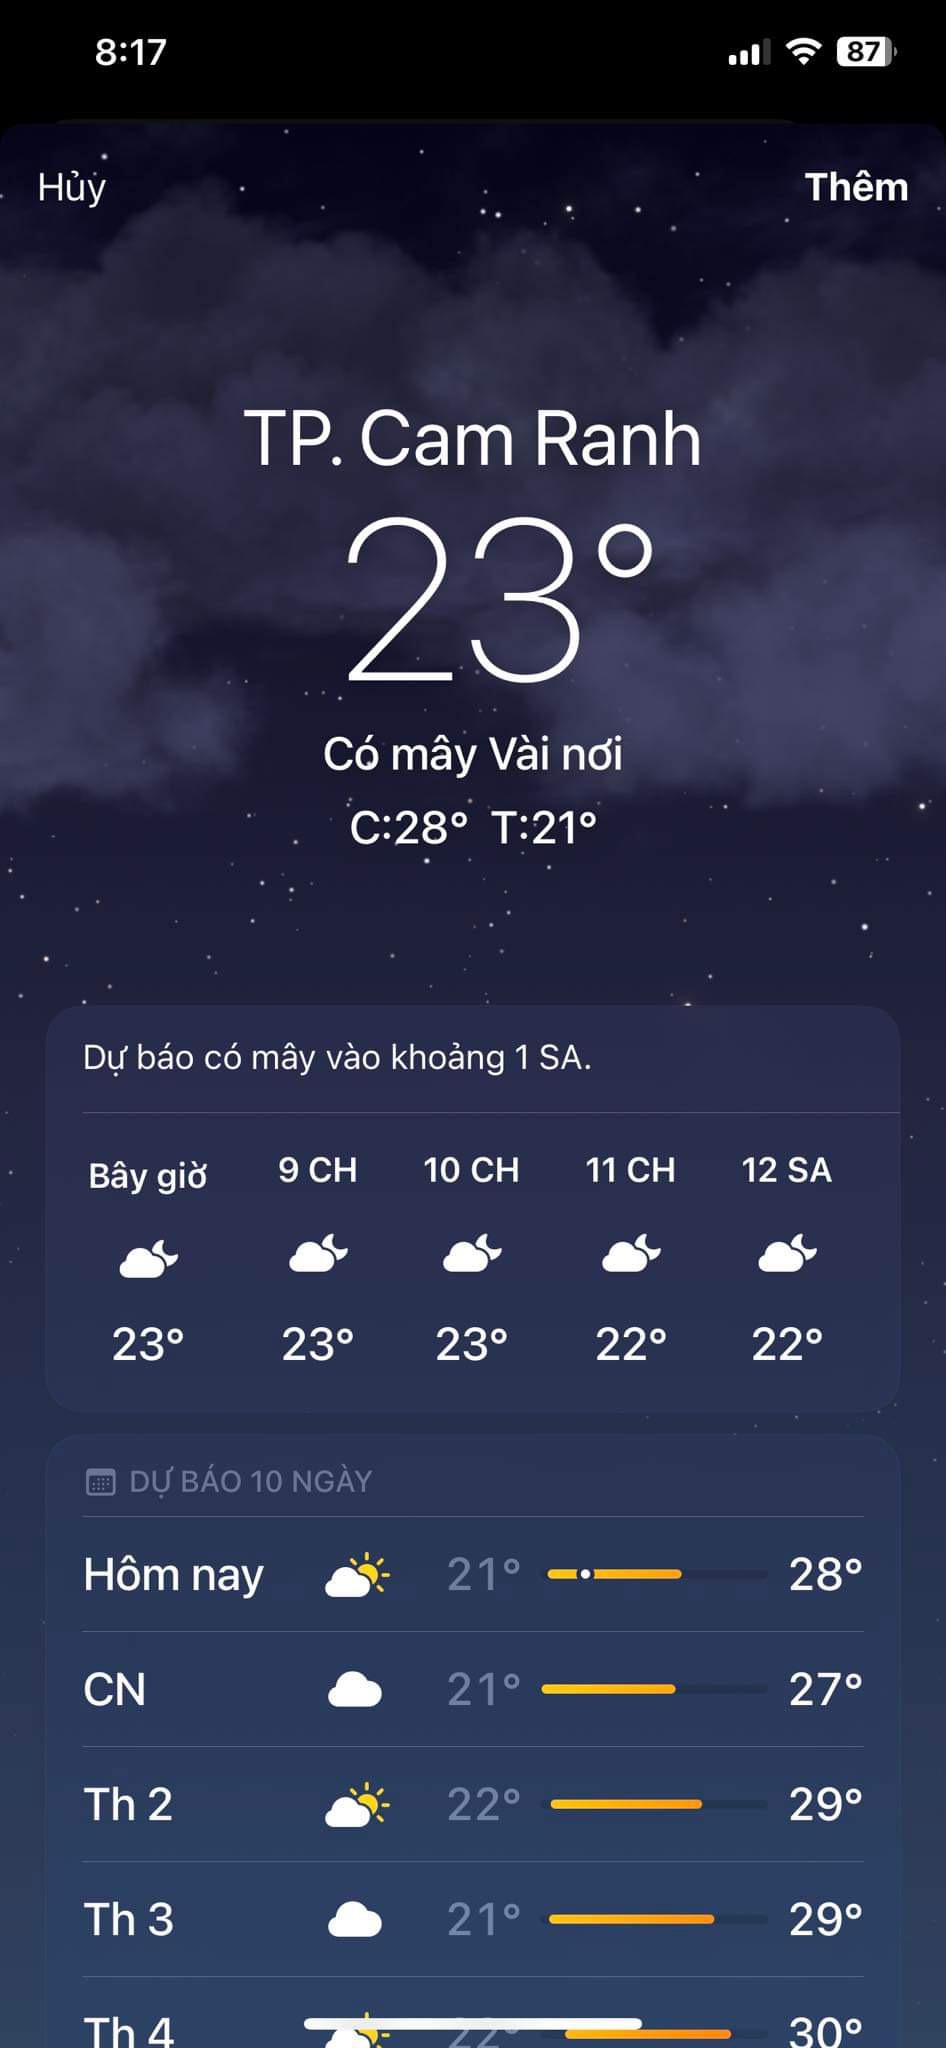 8:17 87
Hủy Thêm
TP. Cam Ranh
23°
Có mây Vài nơi
C:28° T:21°
Dự báo có mây vào khoảng 1 SA.
Bây giờ 9 CH 10 CH 11 CH 12 SA
23° 23° 23° 22° 22°
DỰ BÁO 10 NGÀY
Hôm nay 21° 28°
CN 21° 27°
Th 2 22° 29°
Th 3 21° 29°
Th 4 22° 30°